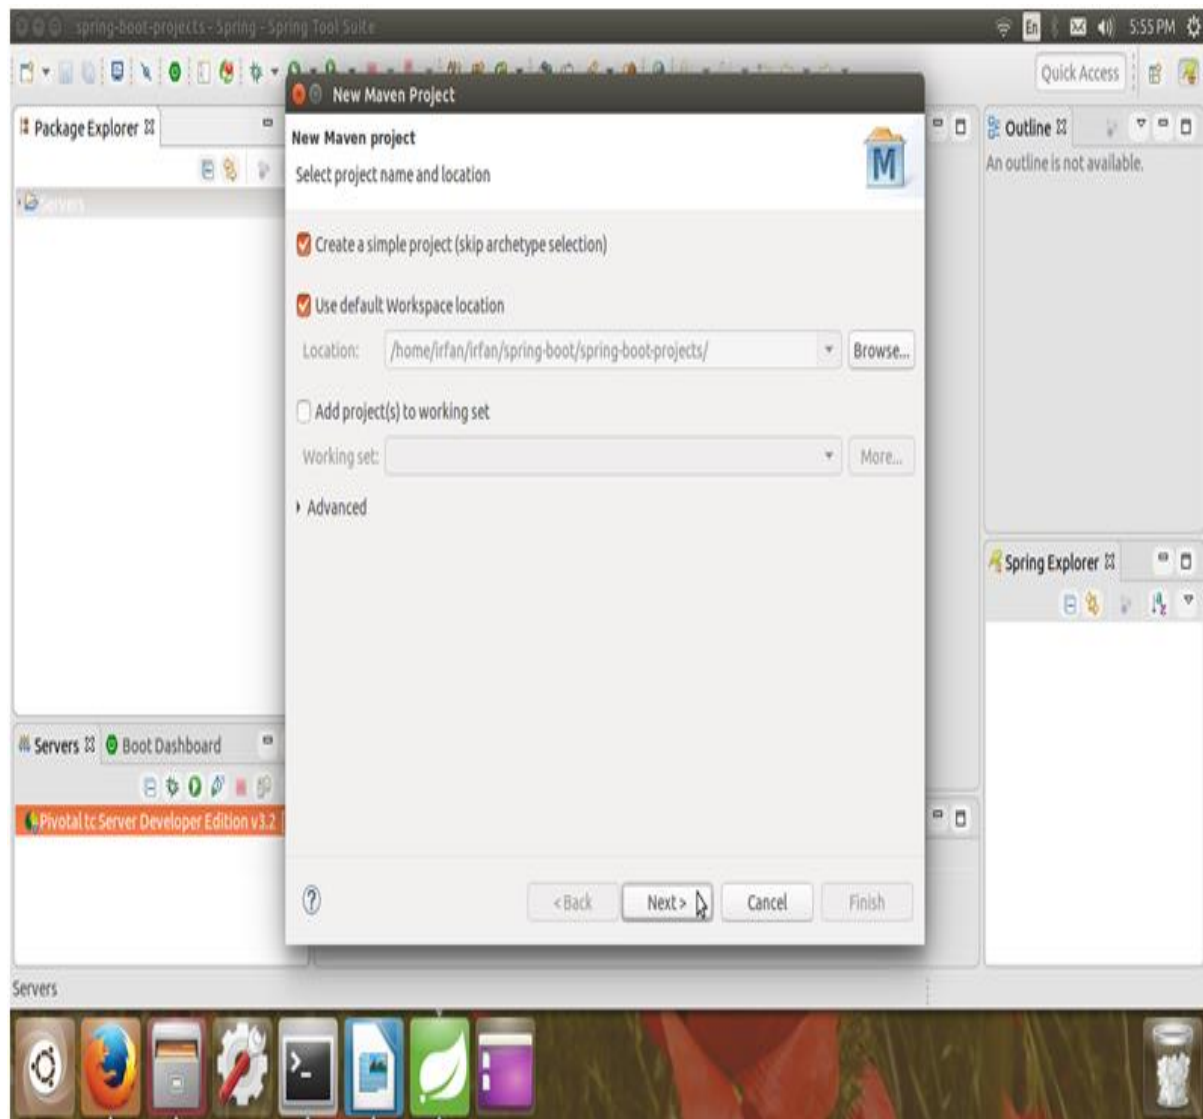 spring-boot-projects - Spring - Spring Tool Suite
En
5:55 PM
Quick Access
New Maven Project
Package Explorer
Servers
New Maven project
Select project name and location
M
Create a simple project (skip archetype selection)
Use default Workspace location
Location: /home/irfan/irfan/spring-boot/spring-boot-projects/ Browse...
Add project(s) to working set
Working set: More...
Advanced
Outline
An outline is not available.
Spring Explorer
Servers Boot Dashboard
Pivotal tc Server Developer Edition v3.2
? < Back Next > Cancel Finish
Servers